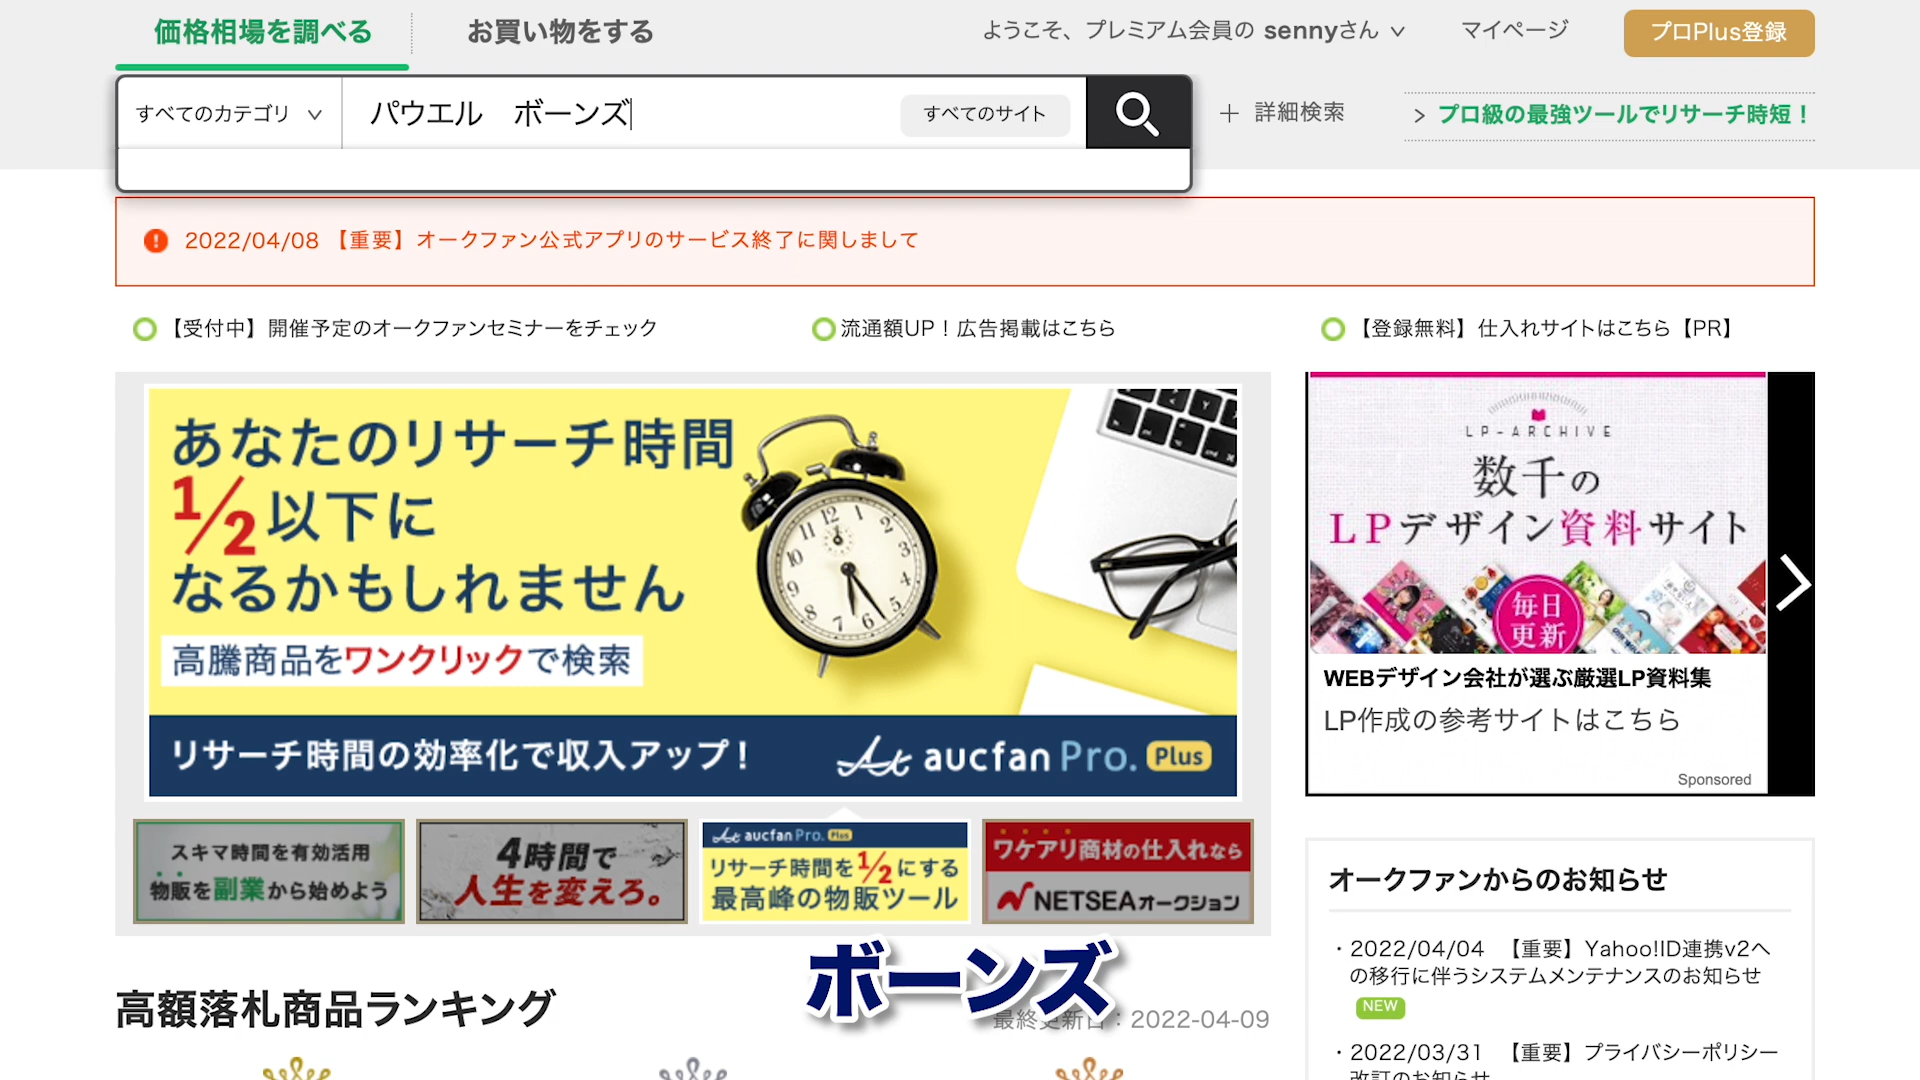 価格相場を調べる
お買い物をする
ようこそ、プレミアム会員の sennyさん
マイページ
プロPlus登録
すべてのカテゴリ
パウエル　ボーンズ
すべてのサイト
＋ 詳細検索
> プロ級の最強ツールでリサーチ時短！
2022/04/08 【重要】オークファン公式アプリのサービス終了に関しまして
【受付中】開催予定のオークファンセミナーをチェック
流通額UP！広告掲載はこちら
【登録無料】仕入れサイトはこちら【PR】
あなたのリサーチ時間
1/2以下に
なるかもしれません
高騰商品をワンクリックで検索
リサーチ時間の効率化で収入アップ！
aucfan Pro. Plus
LP-ARCHIVE
数千の
LPデザイン資料サイト
毎日
更新
WEBデザイン会社が選ぶ厳選LP資料集
LP作成の参考サイトはこちら
Sponsored
スキマ時間を有効活用
物販を副業から始めよう
4時間で
人生を変えろ。
aucfan Pro. Plus
リサーチ時間を1/2にする
最高峰の物販ツール
ワケアリ商材の仕入れなら
NETSEAオークション
オークファンからのお知らせ
・2022/04/04 【重要】Yahoo!ID連携v2へ
の移行に伴うシステムメンテナンスのお知らせ
NEW
・2022/03/31 【重要】プライバシーポリシー
改訂のお知らせ
高額落札商品ランキング
ボーンズ
最終更新日：2022-04-09